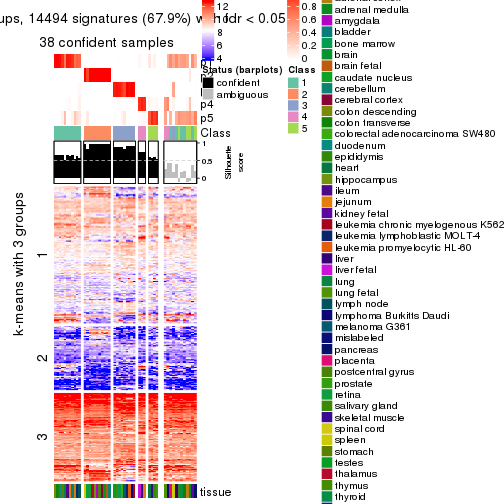 ups, 14494 signatures (67.9%) with fdr < 0.05
38 confident samples
12
10
6
4
0.8
0.6
0.4
0.2
0
p4
p5
Class
Status (barplots)
confident
ambiguous
Class
1
2
3
4
5
1
0.5
0
Silhouette
score
k-means with 3 groups
1
2
3
tissue
adrenal medulla
amygdala
bladder
bone marrow
brain
brain fetal
caudate nucleus
cerebellum
cerebral cortex
colon descending
colon transverse
colorectal adenocarcinoma SW480
duodenum
epididymis
heart
hippocampus
ileum
jejunum
kidney fetal
leukemia chronic myelogenous K562
leukemia lymphoblastic MOLT-4
leukemia promyelocytic HL-60
liver
liver fetal
lung
lung fetal
lymph node
lymphoma Burkitts Daudi
melanoma G361
mislabeled
pancreas
placenta
postcentral gyrus
prostate
retina
salivary gland
skeletal muscle
spinal cord
spleen
stomach
testes
thalamus
thymus
thyroid